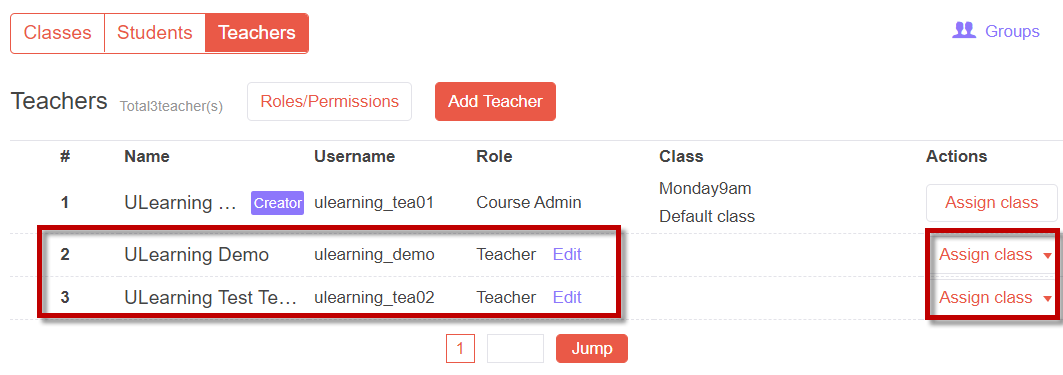 Classes Students Teachers
Groups
Teachers Total3teacher(s) Roles/Permissions Add Teacher
# Name Username Role Class Actions
1 ULearning ... Creator ulearning_tea01 Course Admin Monday9am Assign class
Default class
2 ULearning Demo ulearning_demo Teacher Edit Assign class
3 ULearning Test Te... ulearning_tea02 Teacher Edit Assign class
1 Jump